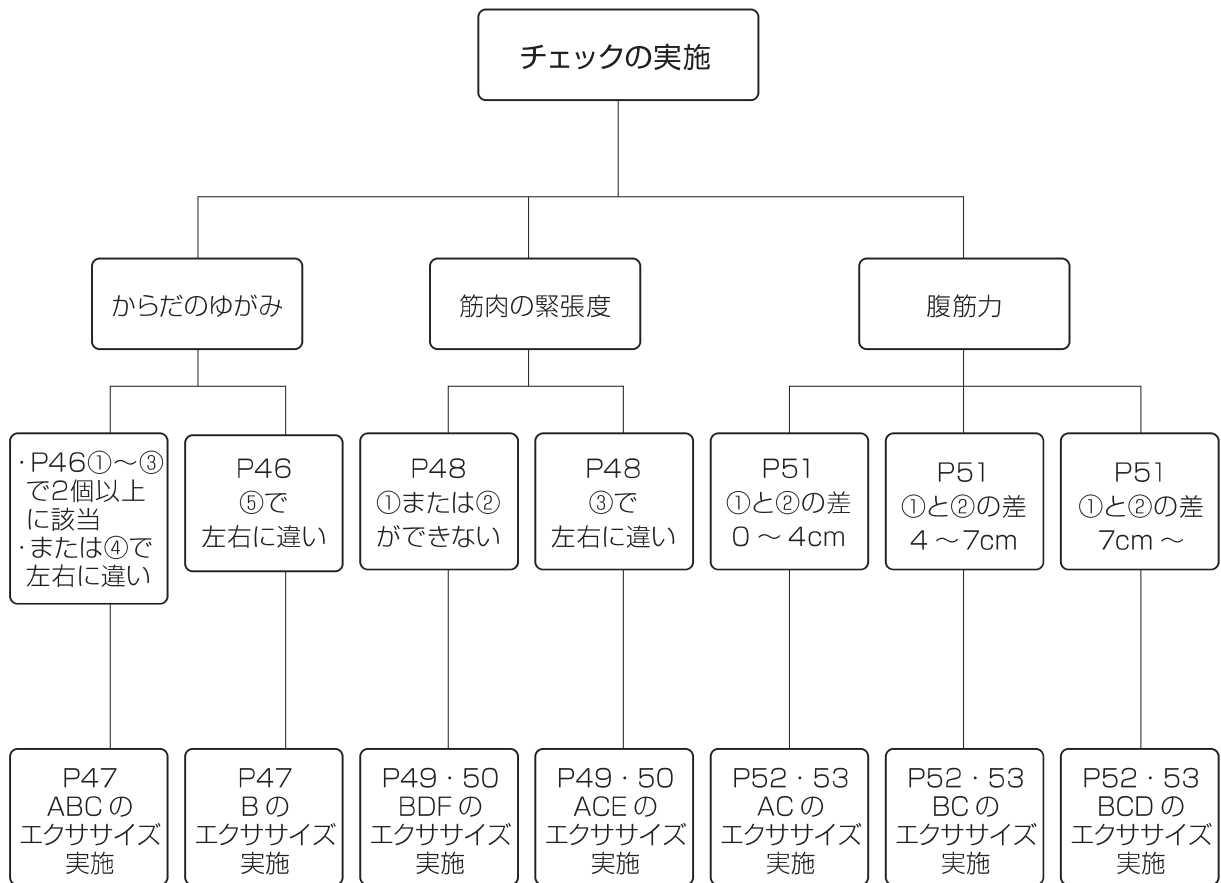 チェックの実施
からだのゆがみ
筋肉の緊張度
腹筋力
・P46①～③
で2個以上
に該当
・または④で
左右に違い
P46
⑤で
左右に違い
P48
①または②
ができない
P48
③で
左右に違い
P51
①と②の差
0～4cm
P51
①と②の差
4～7cm
P51
①と②の差
7cm～
P47
ABCの
エクササイズ
実施
P47
Bの
エクササイズ
実施
P49・50
BDFの
エクササイズ
実施
P49・50
ACEの
エクササイズ
実施
P52・53
ACの
エクササイズ
実施
P52・53
BCの
エクササイズ
実施
P52・53
BCDの
エクササイズ
実施